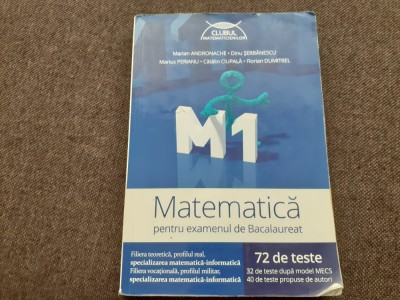 CLUBUL
MATEMATICIENILOR
Marian ANDRONACHE • Dinu ȘERBĂNESCU
Marius PERIANU • Cătălin CIUPALĂ • Florian DUMITREL
M1
Matematică
pentru examenul de Bacalaureat
Filiera teoretică, profilul real,
specializarea matematică-informatică
Filiera vocațională, profilul militar,
specializarea matematică-informatică
72 de teste
32 de teste după model MECS
40 de teste propuse de autori